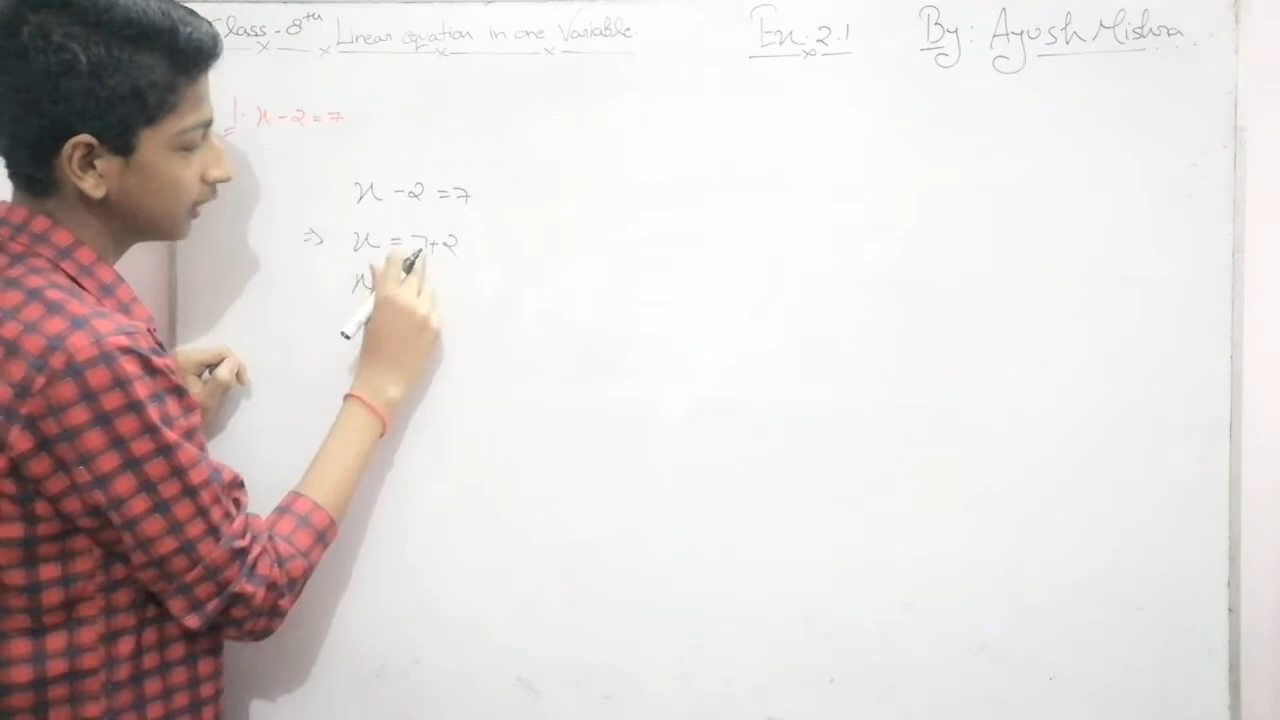 Class-8th Linear equation in one Variable. Ex. 2.1 By: Ayush Mishra
1. x - 2 = 7
x - 2 = 7
⇒ x = 7+2
x